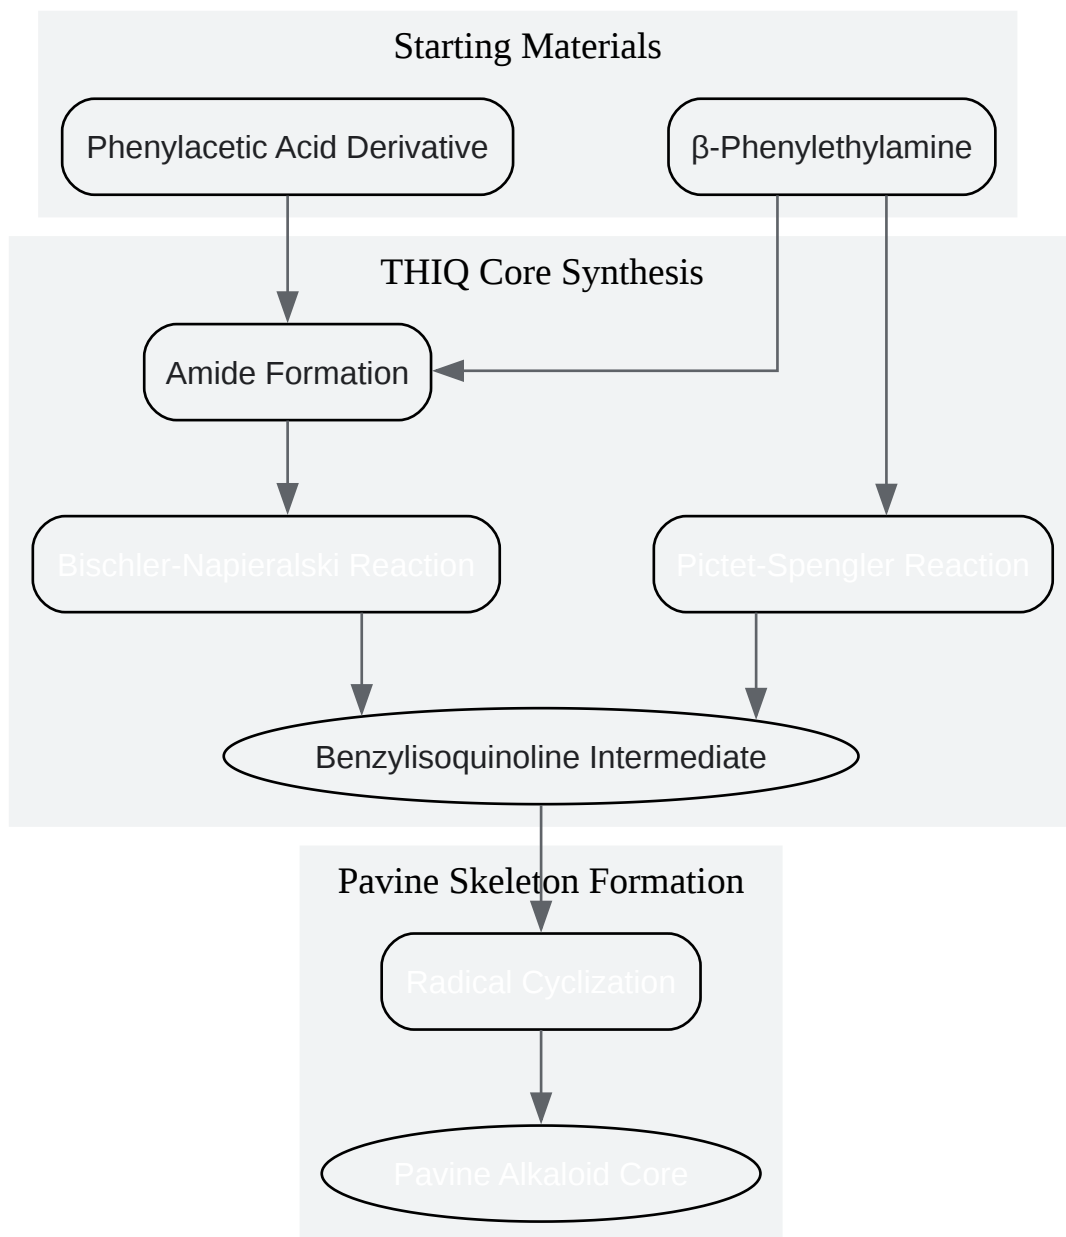 Starting Materials
Phenylacetic Acid Derivative
β-Phenylethylamine
THIQ Core Synthesis
Amide Formation
Bischler-Napieralski Reaction
Pictet-Spengler Reaction
Benzylisoquinoline Intermediate
Pavine Skeleton Formation
Radical Cyclization
Pavine Alkaloid Core